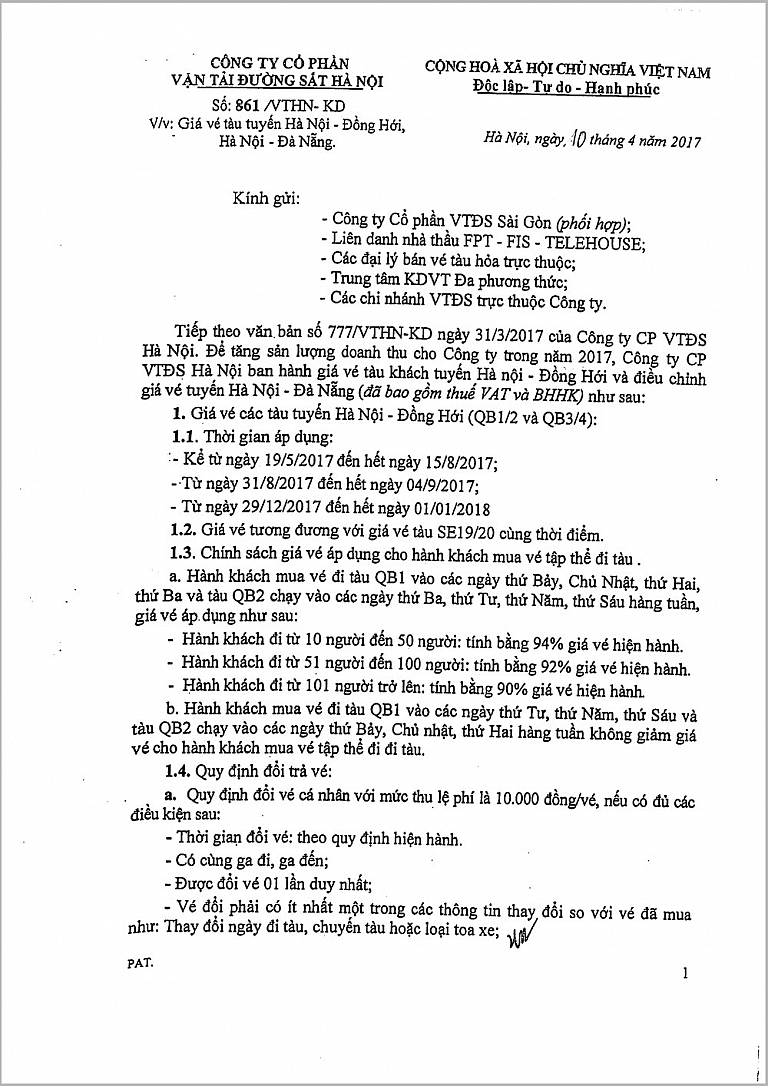 CÔNG TY CỔ PHẦN
VẬN TẢI ĐƯỜNG SẮT HÀ NỘI
Số: 861 /VTHN- KD
V/v: Giá vé tàu tuyến Hà Nội - Đồng Hới,
Hà Nội - Đà Nẵng.
CỘNG HOÀ XÃ HỘI CHỦ NGHĨA VIỆT NAM
Độc lập- Tự do - Hạnh phúc
Hà Nội, ngày, 10 tháng 4 năm 2017
Kính gửi:
- Công ty Cổ phần VTĐS Sài Gòn (phối hợp);
- Liên danh nhà thầu FPT - FIS - TELEHOUSE;
- Các đại lý bán vé tàu hỏa trực thuộc;
- Trung tâm KDVT Đa phương thức;
- Các chi nhánh VTĐS trực thuộc Công ty.
Tiếp theo văn bản số 777/VTHN-KD ngày 31/3/2017 của Công ty CP VTĐS
Hà Nội. Để tăng sản lượng doanh thu cho Công ty trong năm 2017, Công ty CP
VTĐS Hà Nội ban hành giá vé tàu khách tuyến Hà nội - Đồng Hới và điều chỉnh
giá vé tuyến Hà Nội - Đà Nẵng (đã bao gồm thuế VAT và BHHK) như sau:
1. Giá vé các tàu tuyến Hà Nội - Đồng Hới (QB1/2 và QB3/4):
1.1. Thời gian áp dụng:
- Kể từ ngày 19/5/2017 đến hết ngày 15/8/2017;
- Từ ngày 31/8/2017 đến hết ngày 04/9/2017;
- Từ ngày 29/12/2017 đến hết ngày 01/01/2018
1.2. Giá vé tương đương với giá vé tàu SE19/20 cùng thời điểm.
1.3. Chính sách giá vé áp dụng cho hành khách mua vé tập thể đi tàu .
a. Hành khách mua vé đi tàu QB1 vào các ngày thứ Bảy, Chủ Nhật, thứ Hai,
thứ Ba và tàu QB2 chạy vào các ngày thứ Ba, thứ Tư, thứ Năm, thứ Sáu hàng tuần,
giá vé áp dụng như sau:
- Hành khách đi từ 10 người đến 50 người: tính bằng 94% giá vé hiện hành.
- Hành khách đi từ 51 người đến 100 người: tính bằng 92% giá vé hiện hành.
- Hành khách đi từ 101 người trở lên: tính bằng 90% giá vé hiện hành.
b. Hành khách mua vé đi tàu QB1 vào các ngày thứ Tư, thứ Năm, thứ Sáu và
tàu QB2 chạy vào các ngày thứ Bảy, Chủ nhật, thứ Hai hàng tuần không giảm giá
vé cho hành khách mua vé tập thể đi đi tàu.
1.4. Quy định đổi trả vé:
a. Quy định đổi vé cá nhân với mức thu lệ phí là 10.000 đồng/vé, nếu có đủ các
điều kiện sau:
- Thời gian đổi vé: theo quy định hiện hành.
- Có cùng ga đi, ga đến;
- Được đổi vé 01 lần duy nhất;
- Vé đổi phải có ít nhất một trong các thông tin thay đổi so với vé đã mua
như: Thay đổi ngày đi tàu, chuyến tàu hoặc loại toa xe;
PAT.
1